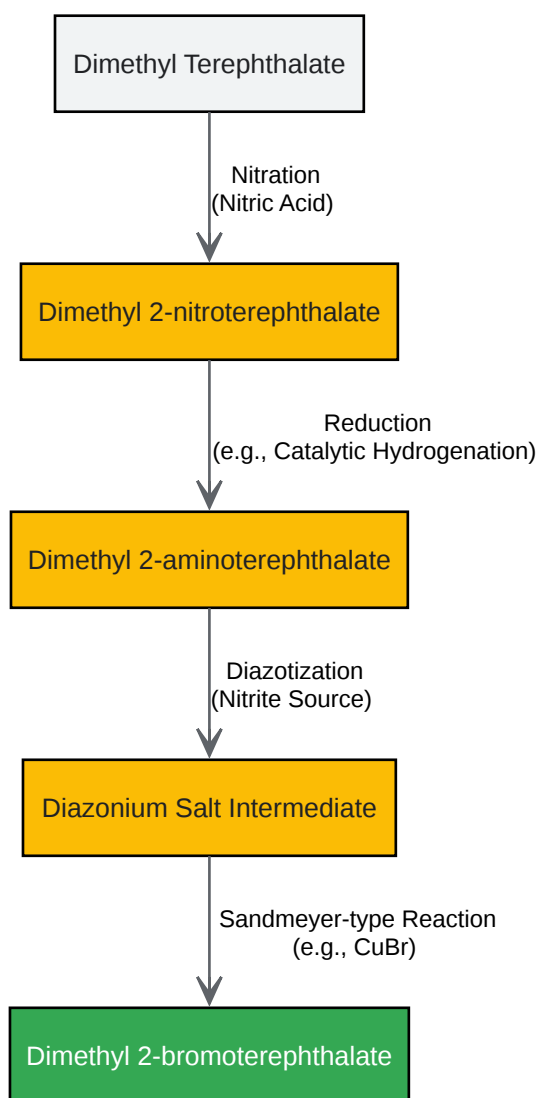 Dimethyl Terephthalate
Nitration
(Nitric Acid)
Dimethyl 2-nitroterephthalate
Reduction
(e.g., Catalytic Hydrogenation)
Dimethyl 2-aminoterephthalate
Diazotization
(Nitrite Source)
Diazonium Salt Intermediate
Sandmeyer-type Reaction
(e.g., CuBr)
Dimethyl 2-bromoterephthalate